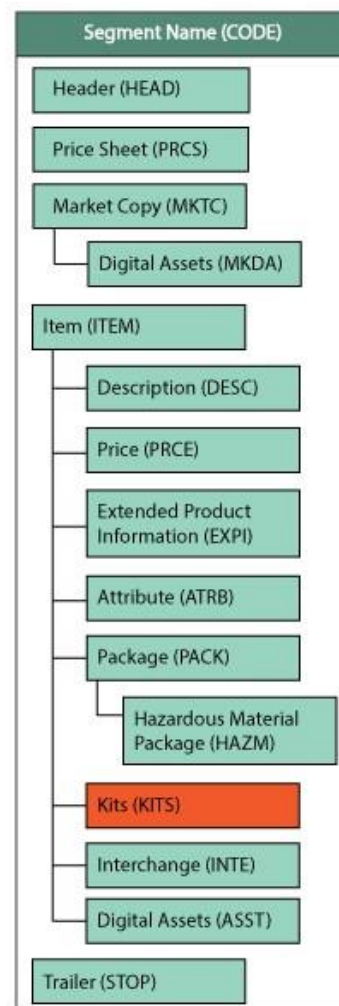 Segment Name (CODE)
Header (HEAD)
Price Sheet (PRCS)
Market Copy (MKTC)
Digital Assets (MKDA)
Item (ITEM)
Description (DESC)
Price (PRCE)
Extended Product
Information (EXPI)
Attribute (ATRB)
Package (PACK)
Hazardous Material
Package (HAZM)
Kits (KITS)
Interchange (INTE)
Digital Assets (ASST)
Trailer (STOP)